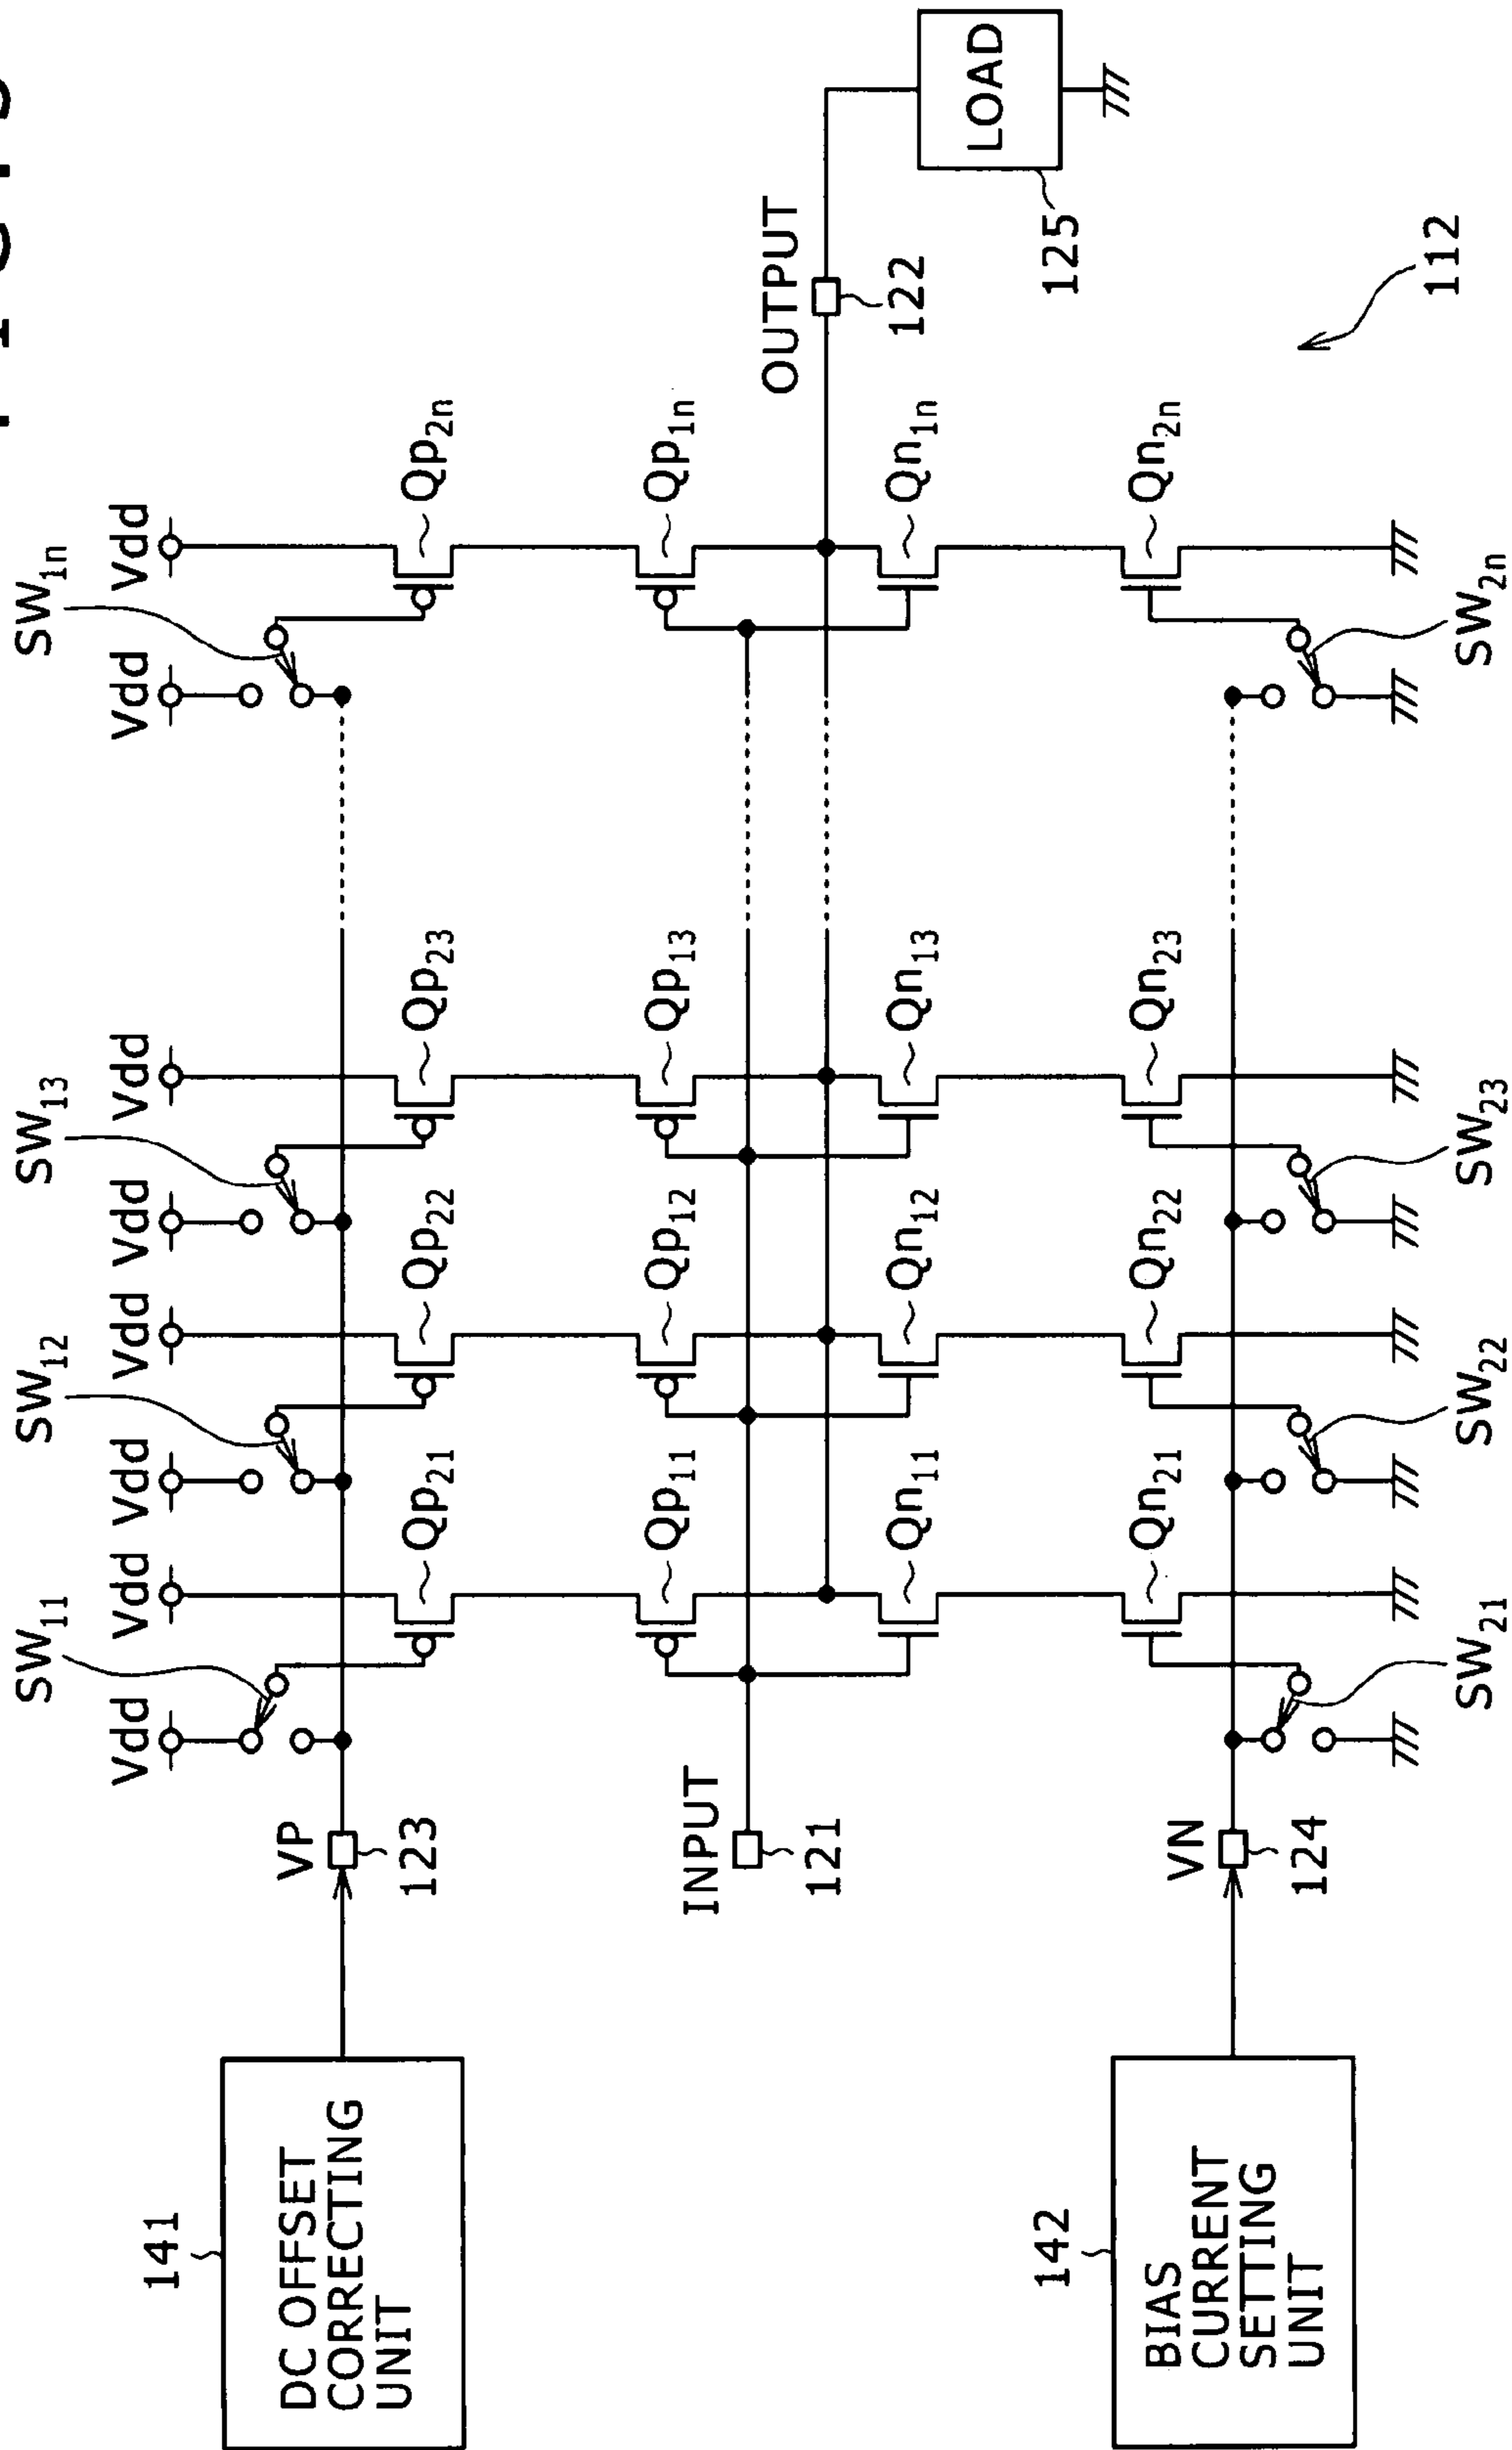 SW11
SW12
SW13
SW1n
Vdd
Vdd
Vdd
Vdd
Vdd
Vdd
Vdd
Vdd
141
DC OFFSET
CORRECTING
UNIT
VP
123
Qp21
Qp22
Qp23
Qp2n
Qp11
Qp12
Qp13
Qp1n
INPUT
121
OUTPUT
122
LOAD
125
Qn11
Qn12
Qn13
Qn1n
Qn21
Qn22
Qn23
Qn2n
142
BIAS
CURRENT
SETTING
UNIT
VN
124
SW21
SW22
SW23
SW2n
112